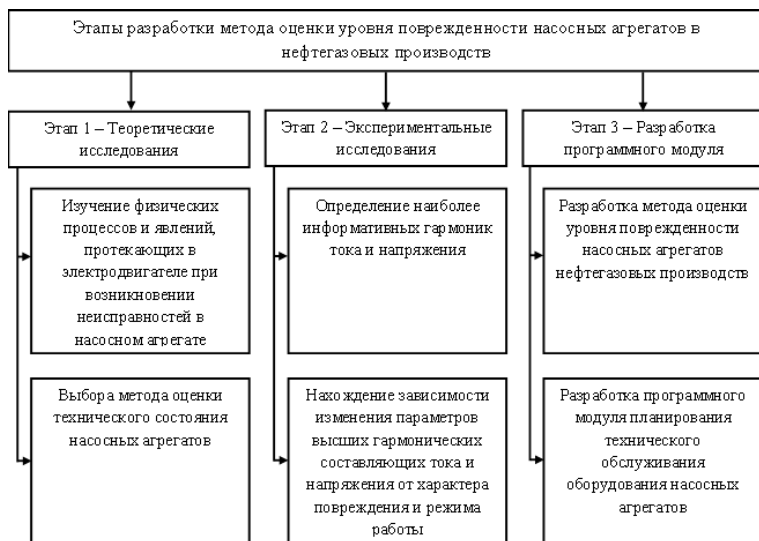 Этапы разработки метода оценки уровня поврежденности насосных агрегатов в
нефтегазовых производств
Этап 1 – Теоретические
исследования
Изучение физических
процессов и явлений,
протекающих в
электродвигателе при
возникновении
неисправностей в
насосном агрегате
Выбора метода оценки
технического состояния
насосных агрегатов
Этап 2 – Экспериментальные
исследования
Определение наиболее
информативных гармоник
тока и напряжения
Нахождение зависимости
изменения параметров
высших гармонических
составляющих тока и
напряжения от характера
повреждения и режима
работы
Этап 3 – Разработка
программного модуля
Разработка метода оценки
уровня поврежденности
насосных агрегатов
нефтегазовых производств
Разработка программного
модуля планирования
технического
обслуживания
оборудования насосных
агрегатов